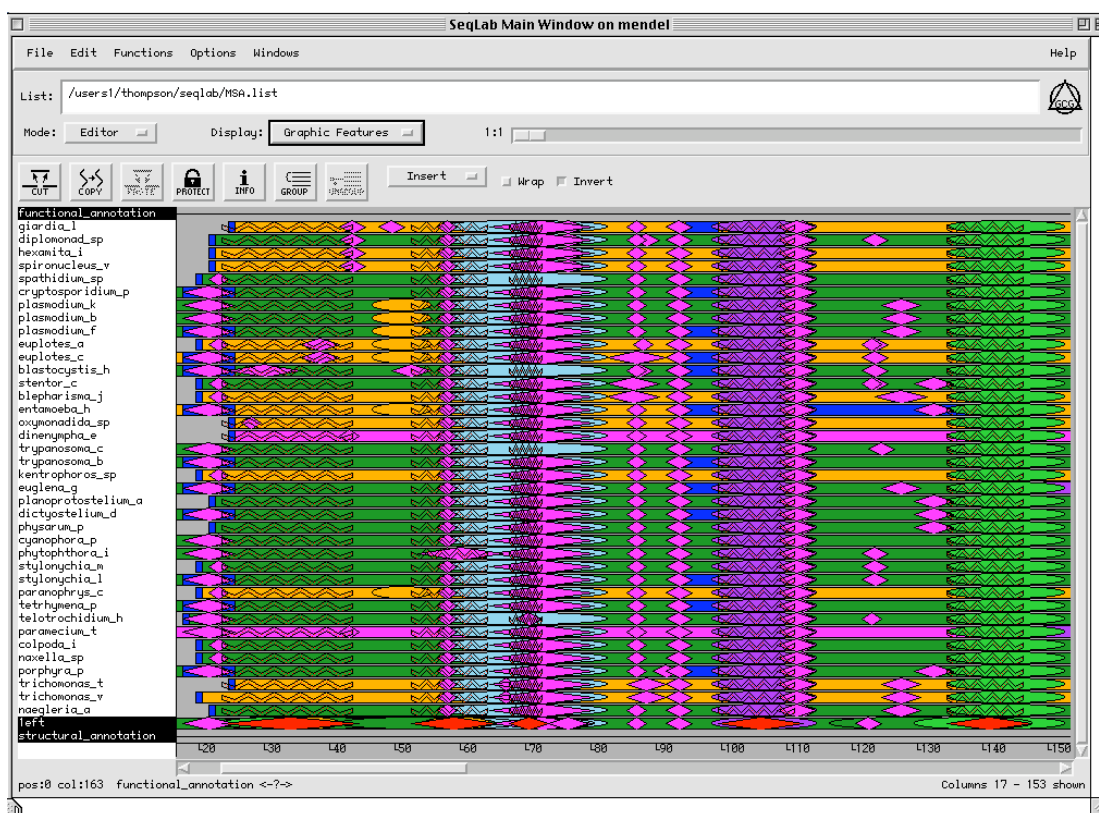 SeqLab Main Window on mendel
File Edit Functions Options Windows Help
List: /users1/thompson/seqlab/MSA.list
GCG
Mode: Editor Display: Graphic Features 1:1
CUT COPY PASTE PROTECT INFO GROUP UNGROUP Insert Wrap Invert
functional_annotation
giardia_l
diplomonad_sp
hexamita_i
spironucleus_v
spathidium_sp
cryptosporidium_p
plasmodium_k
plasmodium_b
plasmodium_f
euplotes_a
euplotes_c
blastocystis_h
stentor_c
blepharisma_j
entamoeba_h
oxymonadida_sp
dinenympha_e
trypanosoma_c
trypanosoma_b
kentrophoros_sp
euglena_g
planoprotostelium_a
dictyostelium_d
physarum_p
cyanophora_p
phytophthora_i
stylonychia_m
stylonychia_l
paranophrys_c
tetrhymena_p
telotrochidium_h
paramecium_t
colpoda_i
naxella_sp
porphyra_p
trichomonas_t
trichomonas_v
naegleria_a
left
structural_annotation
20 30 40 50 60 70 80 90 100 110 120 130 140 150
pos:0 col:163 functional_annotation <-?-> Columns 17 - 153 shown